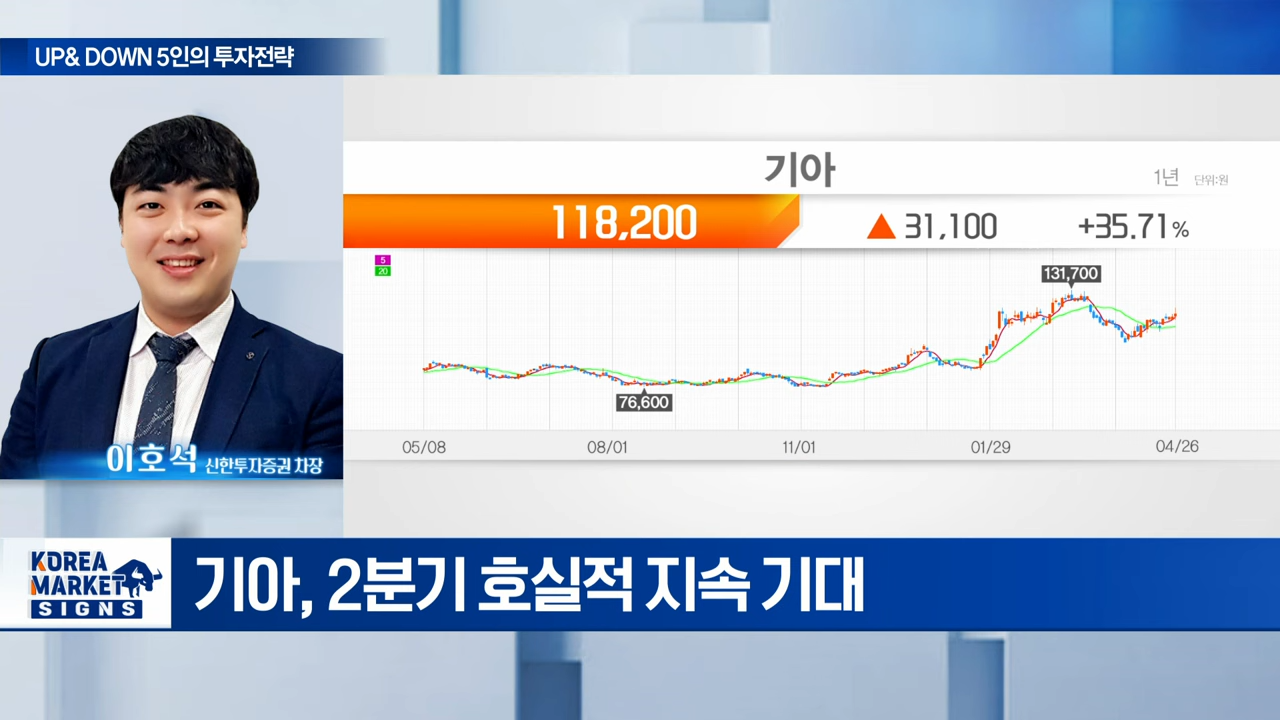 UP& DOWN 5인의 투자전략
기아
1년 단위:원
118,200 ▲ 31,100 +35.71%
5
20
131,700
76,600
05/08 08/01 11/01 01/29 04/26
이호석 신한투자증권 차장
KOREA
MARKET
SIGNS
기아, 2분기 호실적 지속 기대